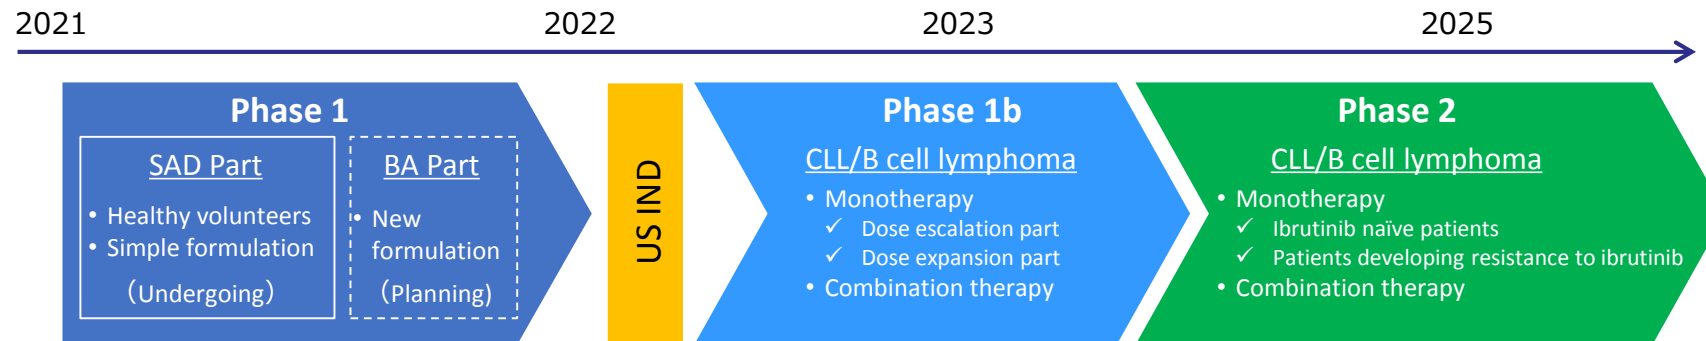 2021 2022 2023 2025
Phase 1
SAD Part
• Healthy volunteers
• Simple formulation
（Undergoing）
BA Part
• New
formulation
（Planning)
US IND
Phase 1b
CLL/B cell lymphoma
• Monotherapy
✓ Dose escalation part
✓ Dose expansion part
• Combination therapy
Phase 2
CLL/B cell lymphoma
• Monotherapy
✓ Ibrutinib naïve patients
✓ Patients developing resistance to ibrutinib
• Combination therapy